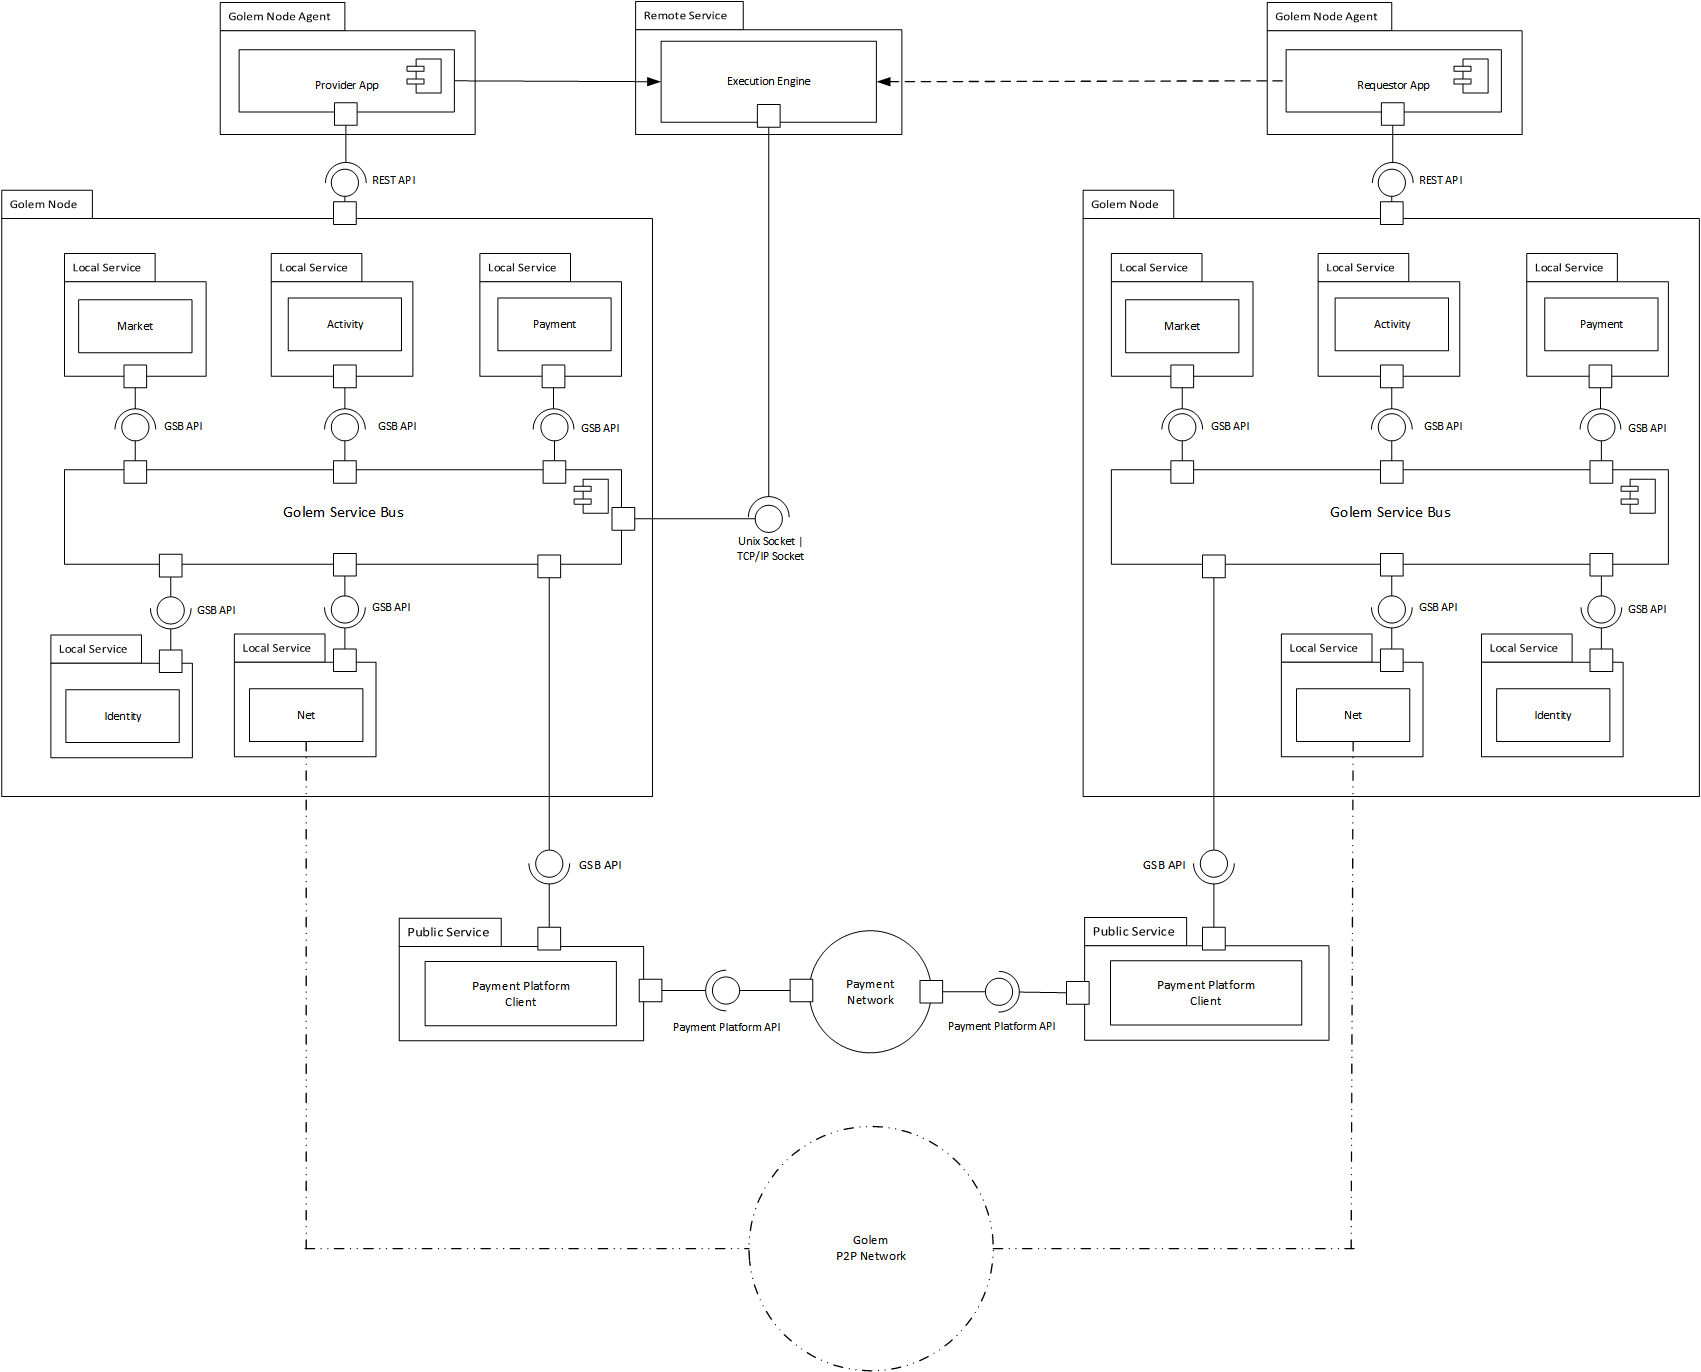 Golem Node Agent
Remote Service
Golem Node Agent
Provider App
Execution Engine
Requestor App
REST API
REST API
Golem Node
Golem Node
Local Service
Local Service
Local Service
Local Service
Local Service
Local Service
Market
Activity
Payment
Market
Activity
Payment
GSB API
GSB API
GSB API
GSB API
GSB API
GSB API
Golem Service Bus
Golem Service Bus
Unix Socket |
TCP/IP Socket
GSB API
GSB API
GSB API
GSB API
Local Service
Local Service
Local Service
Local Service
Identity
Net
Net
Identity
GSB API
GSB API
Public Service
Public Service
Payment Platform
Client
Payment
Network
Payment Platform
Client
Payment Platform API
Payment Platform API
Golem
P2P Network